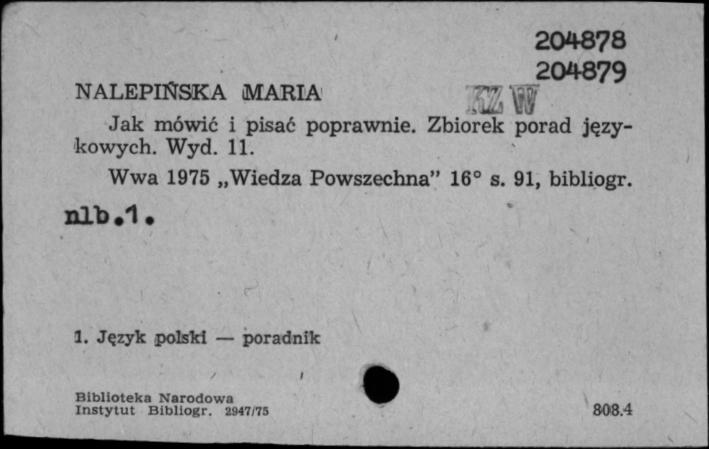 204878
204879
NALEPIŃSKA MARIA
KZ W
Jak mówić i pisać poprawnie. Zbiorek porad języ-
kowych. Wyd. 11.
Wwa 1975 „Wiedza Powszechna” 16° s. 91, bibliogr.
nlb.1.
1. Język polski — poradnik
Biblioteka Narodowa
Instytut Bibliogr. 2947/75
808.4